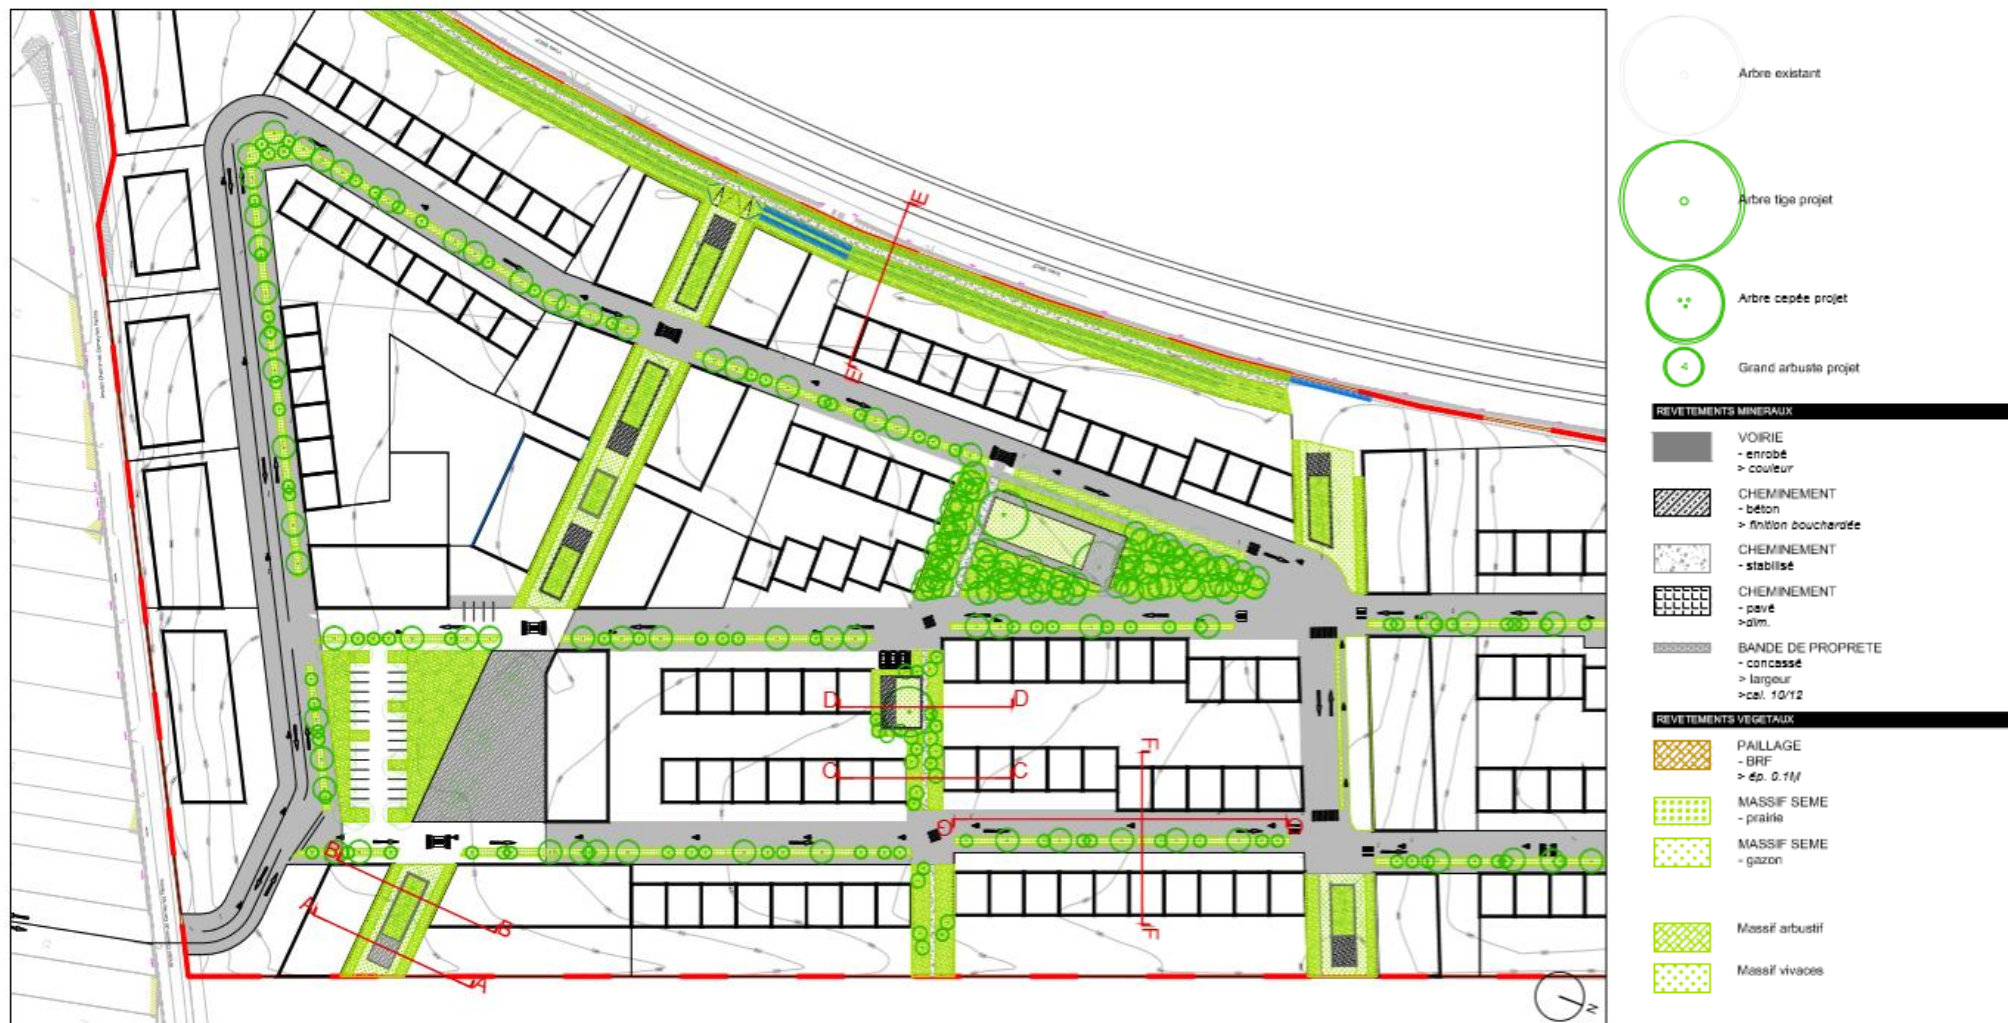 E
E
D
D
C
C
F
F
G
B
B
A
A
N
Arbre existant
Arbre tige projet
Arbre cepée projet
Grand arbuste projet
REVETEMENTS MINERAUX
VOIRIE
- enrobé
> couleur
CHEMINEMENT
- béton
> finition bouchardée
CHEMINEMENT
- stabilisé
CHEMINEMENT
- pavé
>dim.
BANDE DE PROPRETE
- concassé
> largeur
>cal. 10/12
REVETEMENTS VEGETAUX
PAILLAGE
- BRF
> ép. 0.1M
MASSIF SEME
- prairie
MASSIF SEME
- gazon
Massif arbustif
Massif vivaces